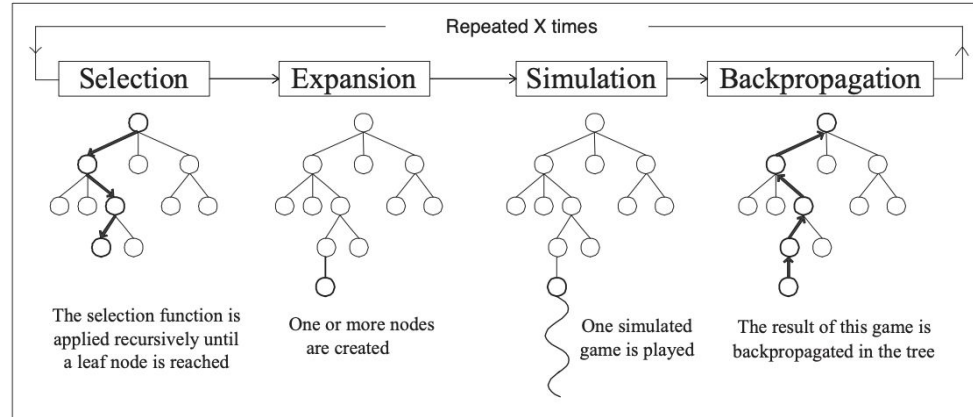 Repeated X times
Selection
Expansion
Simulation
Backpropagation
The selection function is
applied recursively until
a leaf node is reached
One or more nodes
are created
One simulated
game is played
The result of this game is
backpropagated in the tree